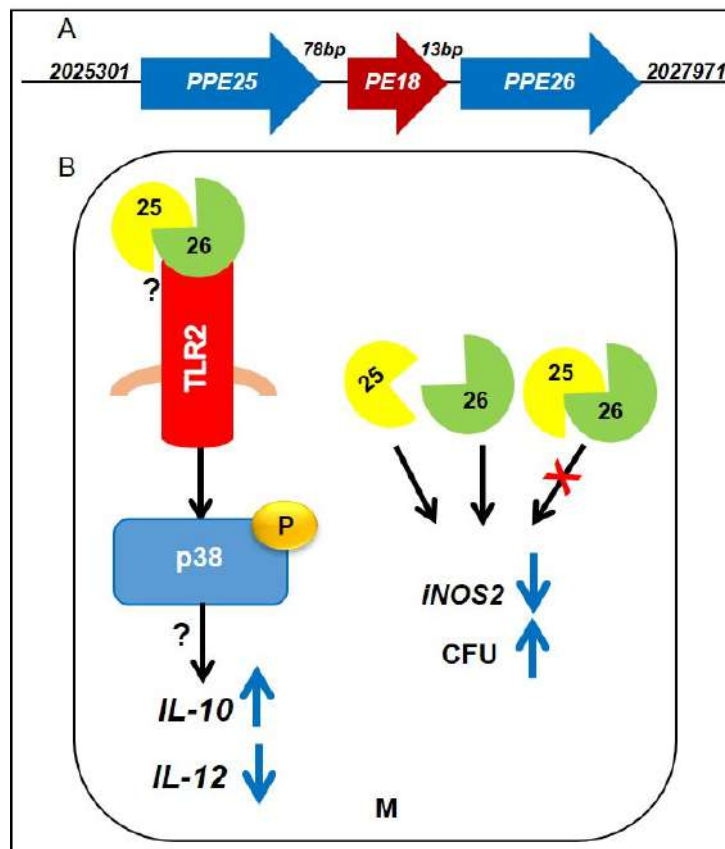 A
2025301 PPE25 78bp PE18 13bp PPE26 2027971
B
25
26
?
TLR2
25 26 25 26
p38 P
iNOS2
?
CFU
IL-10
IL-12
M